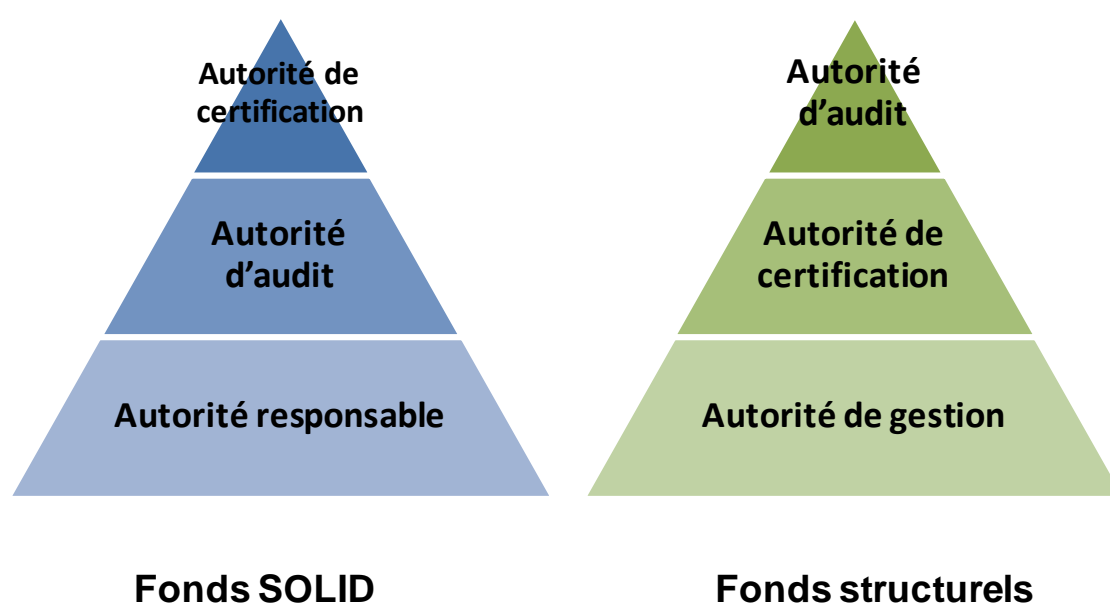 Autorité de
certification
Autorité
d’audit
Autorité responsable
Fonds SOLID
Autorité
d’audit
Autorité de
certification
Autorité de gestion
Fonds structurels